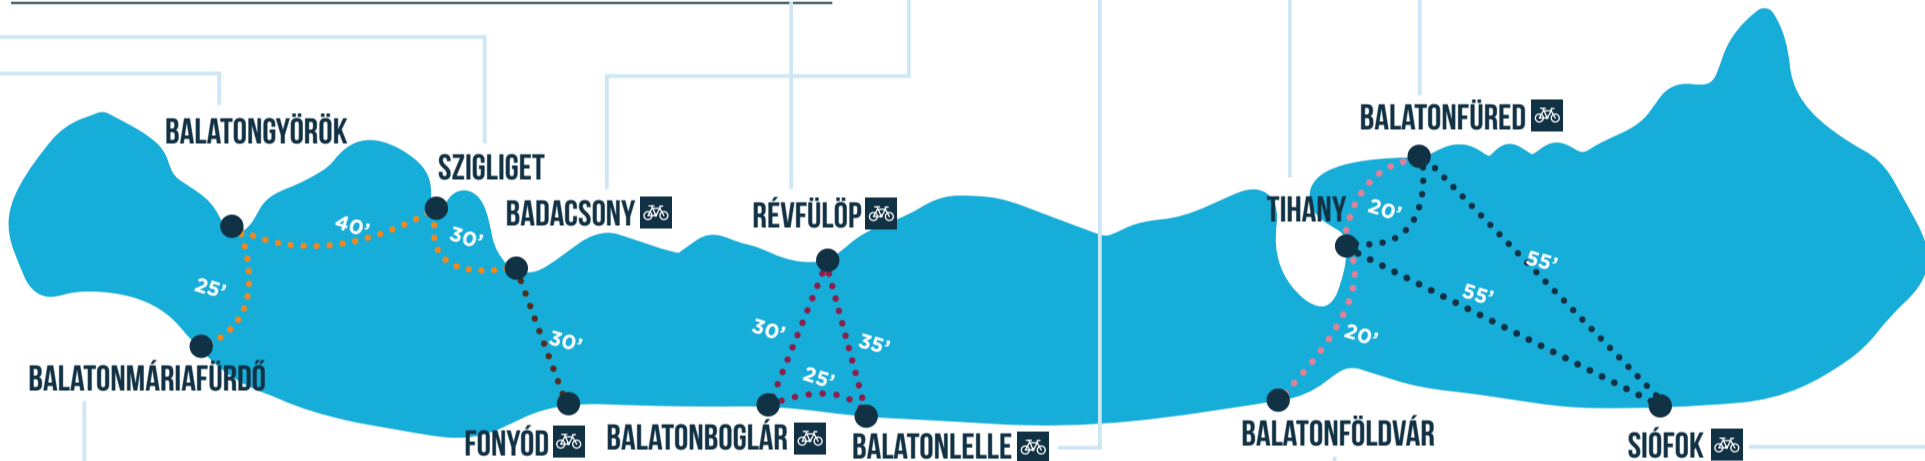 BALATONGYÖRÖK
SZIGLIGET
BADACSONY
RÉVFÜLÖP
TIHANY
BALATONFÜRED
40'
30'
25'
30'
30'
35'
25'
20'
55'
55'
20'
BALATONMÁRIAFÜRDŐ
FONYÓD
BALATONBOGLÁR
BALATONLELLE
BALATONFÖLDVÁR
SIÓFOK